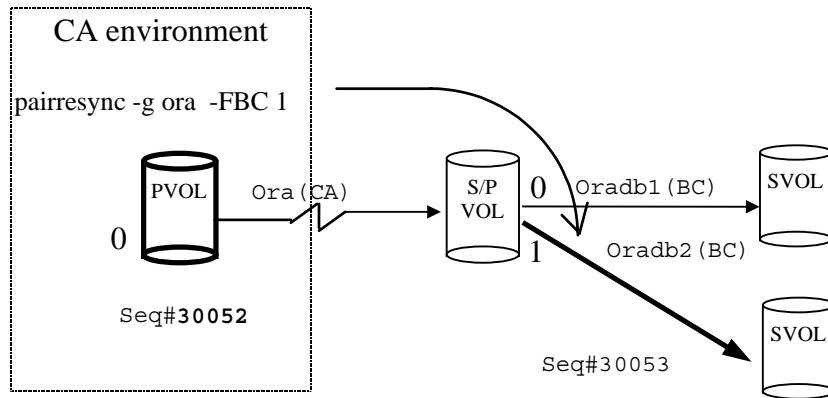 CA environment
pairresync -g ora -FBC 1
PVOL
Ora(CA)
S/P
VOL
0
Oradb1(BC)
SVOL
0
1
Oradb2(BC)
Seq#30052
SVOL
Seq#30053